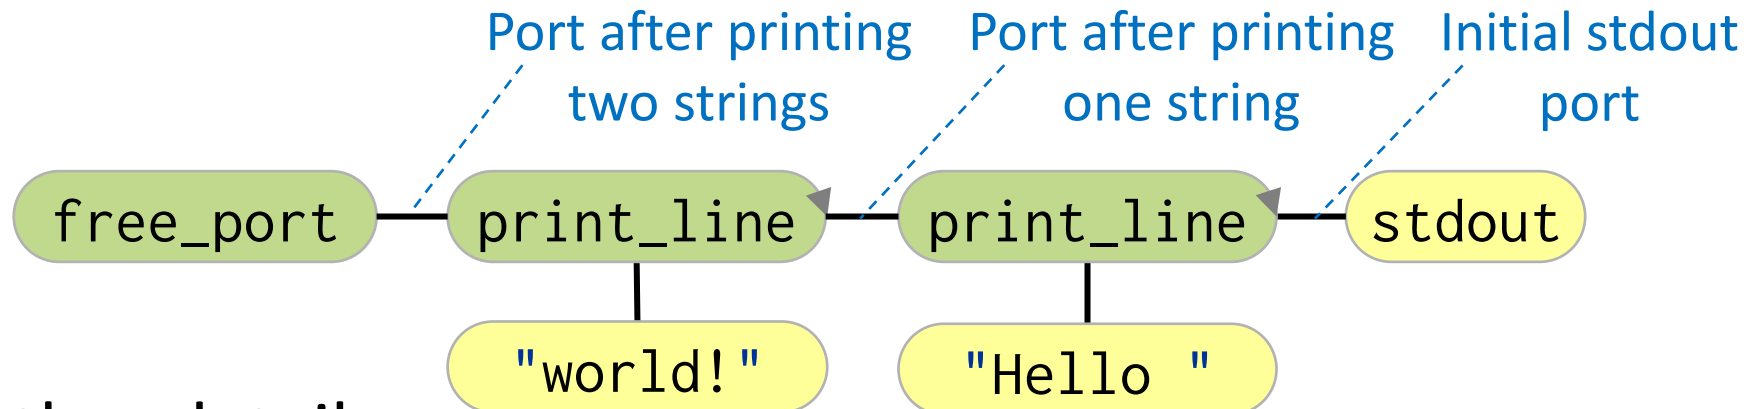 Port after printing
two strings
Port after printing
one string
Initial stdout
port
free_port
print_line
print_line
stdout
"world!"
"Hello "